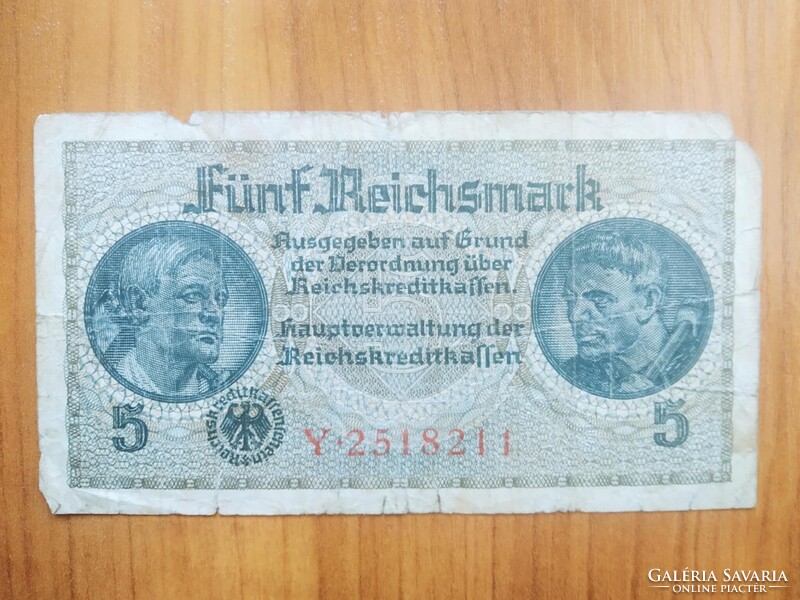 Fünf Reichsmark
Ausgegeben auf Grund
der Verordnung über
Reichskreditkassen.
Hauptverwaltung der
Reichskreditkassen
5
Reichskreditkassenschein
Y·2518211
5
GALÉRIA SAVARIA
ONLINE PIACTÉR